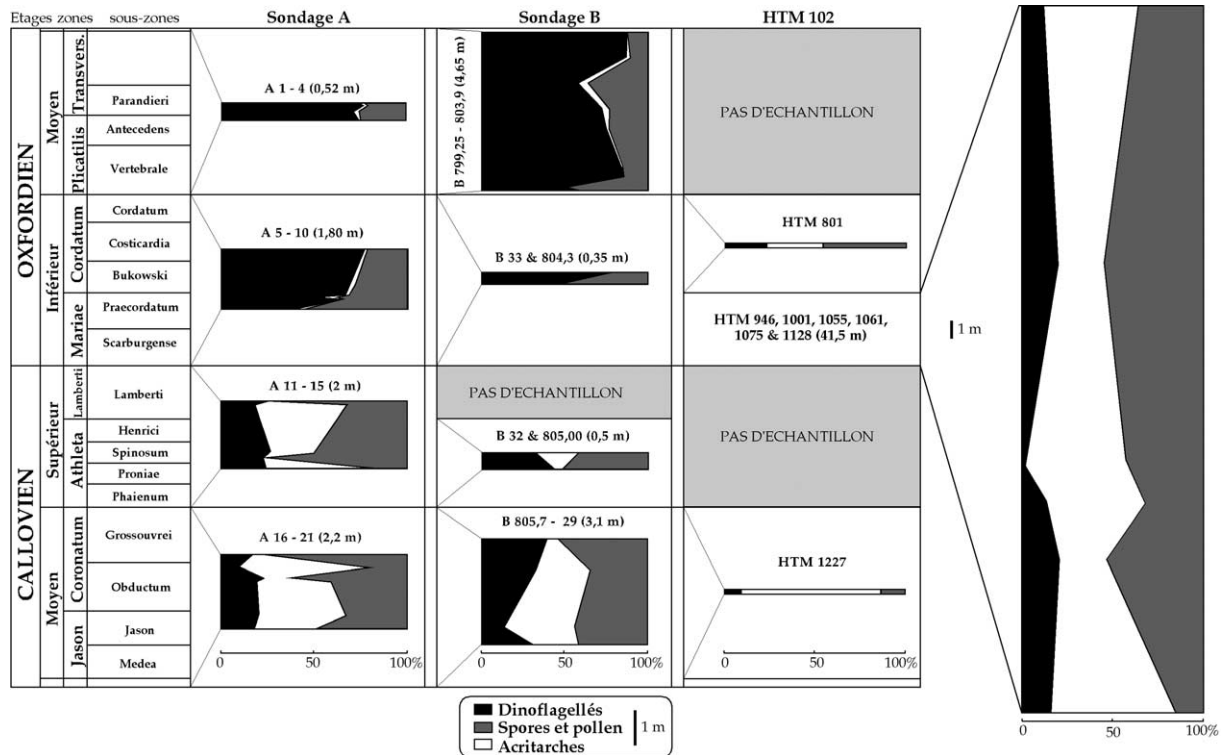 Etages zones sous-zones Sondage A Sondage B HTM 102
OXFORDIEN
CALLOVIEN
Moyen
Inférieur
Supérieur
Moyen
Transvers.
Plicatilis
Cordatum
Mariae
Lamberti
Athleta
Coronatum
Jason
Parandieri
Antecedens
Vertebrale
Cordatum
Costicardia
Bukowski
Praecordatum
Scarburgense
Lamberti
Henrici
Spinosum
Proniae
Phaienum
Grossouvrei
Obductum
Jason
Medea
A 1 - 4 (0,52 m)
A 5 - 10 (1,80 m)
A 11 - 15 (2 m)
A 16 - 21 (2,2 m)
0 50 100%
B 799,25 - 803,9 (4,65 m)
B 33 & 804,3 (0,35 m)
PAS D'ECHANTILLON
B 32 & 805,00 (0,5 m)
B 805,7 - 29 (3,1 m)
0 50 100%
PAS D'ECHANTILLON
HTM 801
HTM 946, 1001, 1055, 1061,
1075 & 1128 (41,5 m)
PAS D'ECHANTILLON
HTM 1227
0 50 100%
1 m
0 50 100%
Dinoflagellés
Spores et pollen
Acritarches
1 m